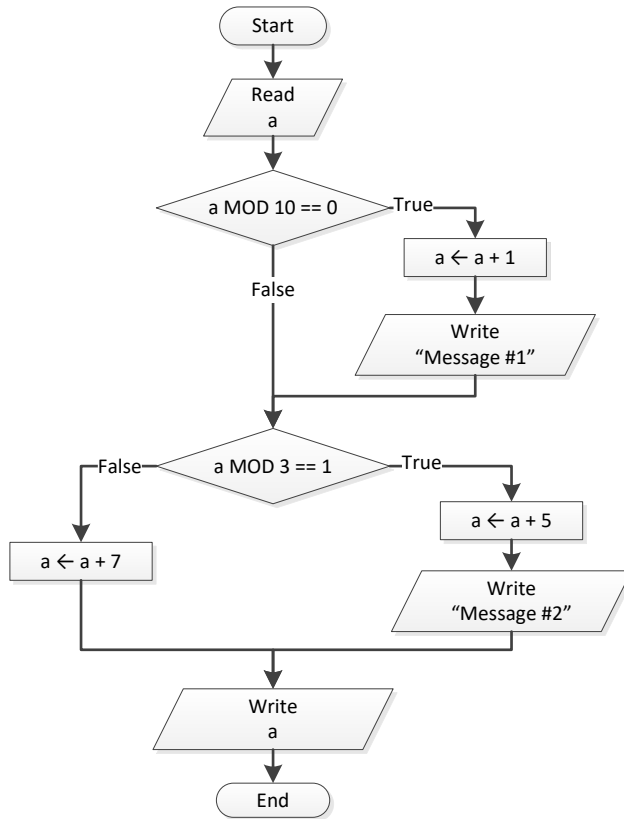 Start
Read
a
a MOD 10 == 0
True
a ← a + 1
False
Write
“Message #1”
a MOD 3 == 1
False
True
a ← a + 5
a ← a + 7
Write
“Message #2”
Write
a
End